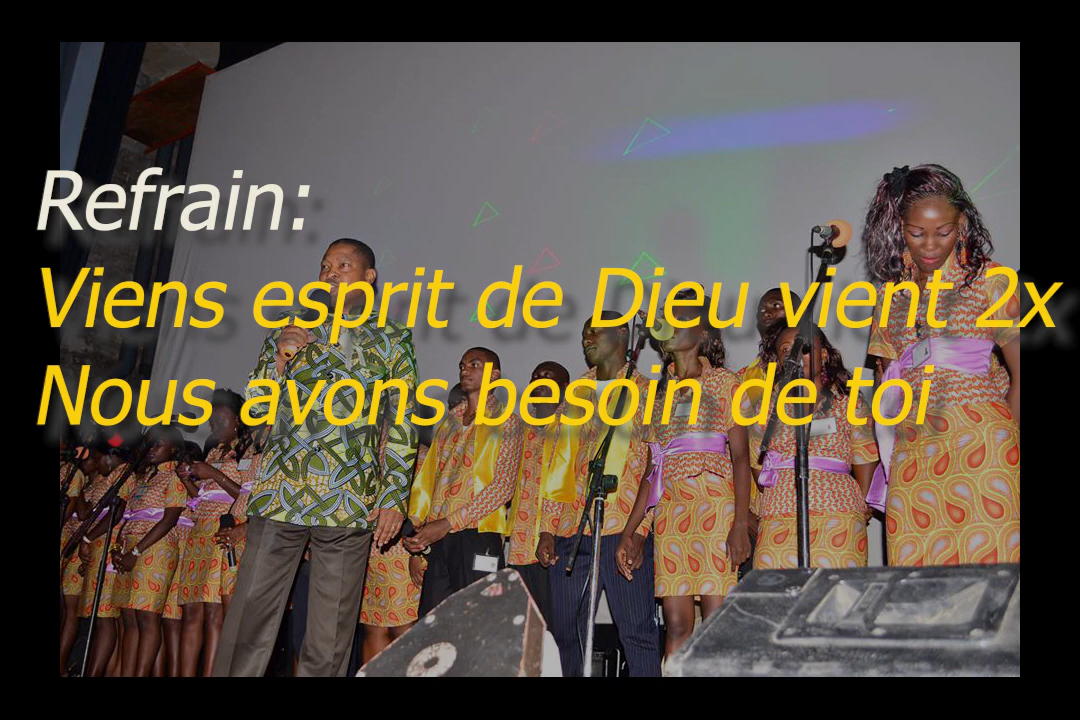 Refrain:
Viens esprit de Dieu vient 2x
Nous avons besoin de toi